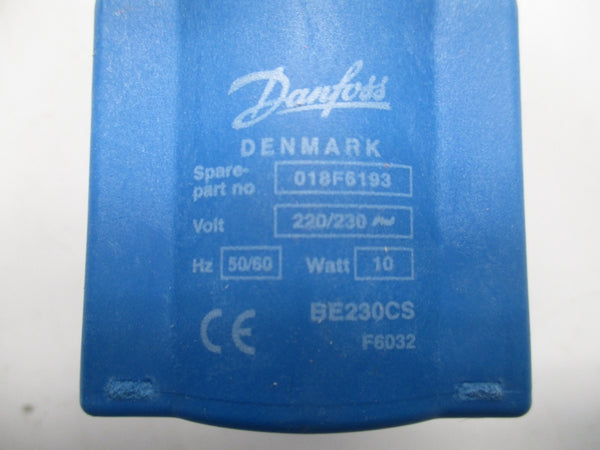 Danfoss
DENMARK
Spare-
part no 018F6193
Volt 220/230
Hz 50/60 Watt 10
CE BE230CS
F6032